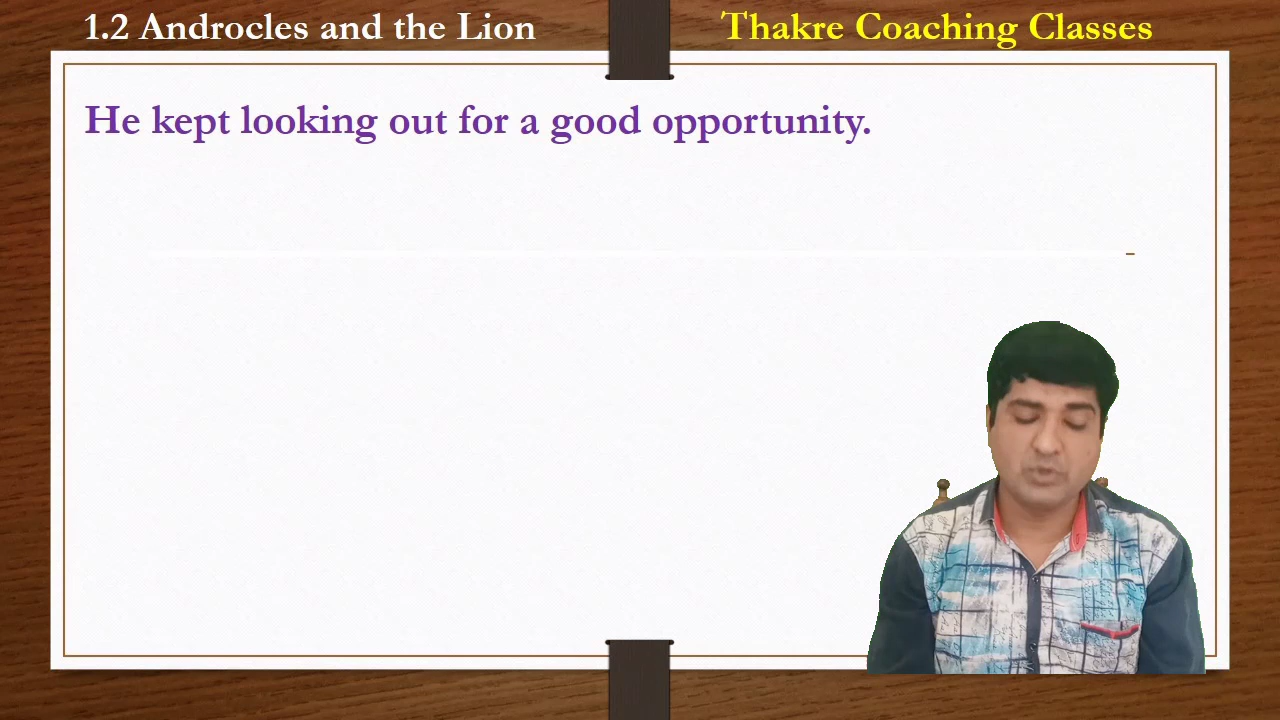 1.2 Androcles and the Lion
Thakre Coaching Classes
He kept looking out for a good opportunity.